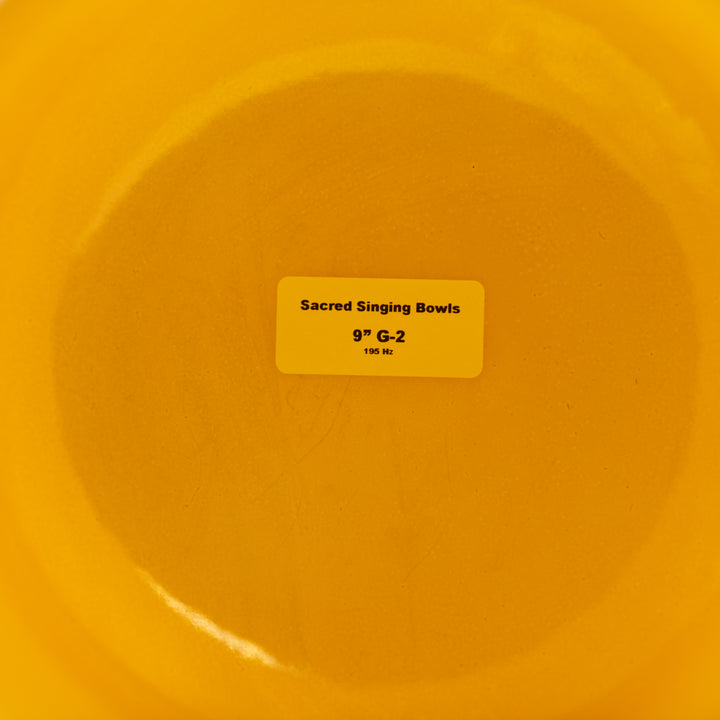 Sacred Singing Bowls
9” G-2
195 Hz